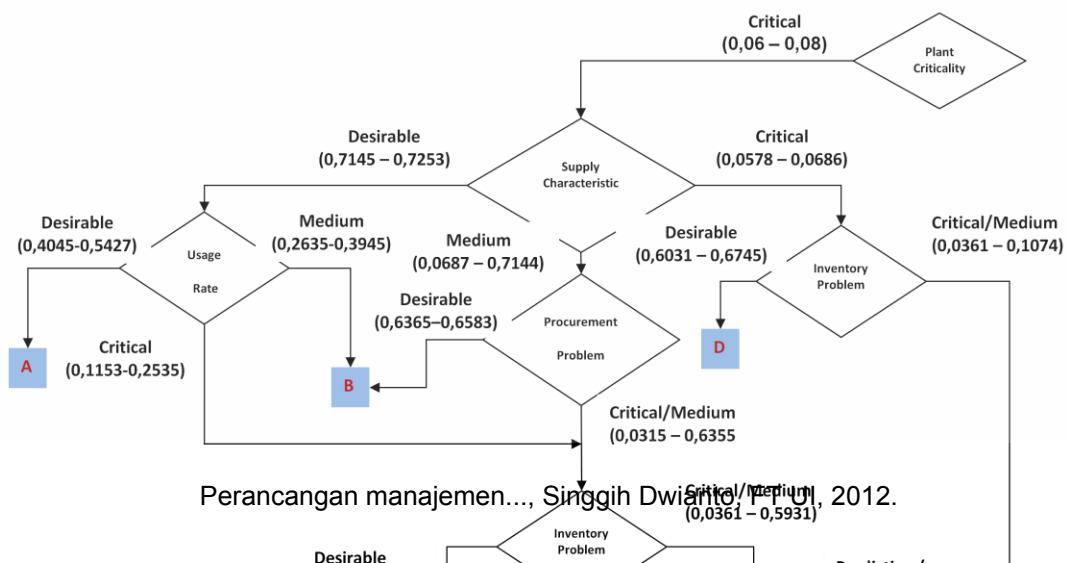 Critical
(0,06 – 0,08)
Plant
Criticality
Desirable
(0,7145 – 0,7253)
Supply
Characteristic
Critical
(0,0578 – 0,0686)
Desirable
(0,4045-0,5427)
Usage
Rate
Medium
(0,2635-0,3945)
Medium
(0,0687 – 0,7144)
Desirable
(0,6031 – 0,6745)
Inventory
Problem
Critical/Medium
(0,0361 – 0,1074)
Desirable
(0,6365–0,6583)
Procurement
Problem
A
Critical
(0,1153-0,2535)
B
D
Critical/Medium
(0,0315 – 0,6355
Perancangan manajemen..., Singgih Dwianto, FT UI, 2012.
Critical/Medium
(0,0361 – 0,5931)
Inventory
Problem
Desirable